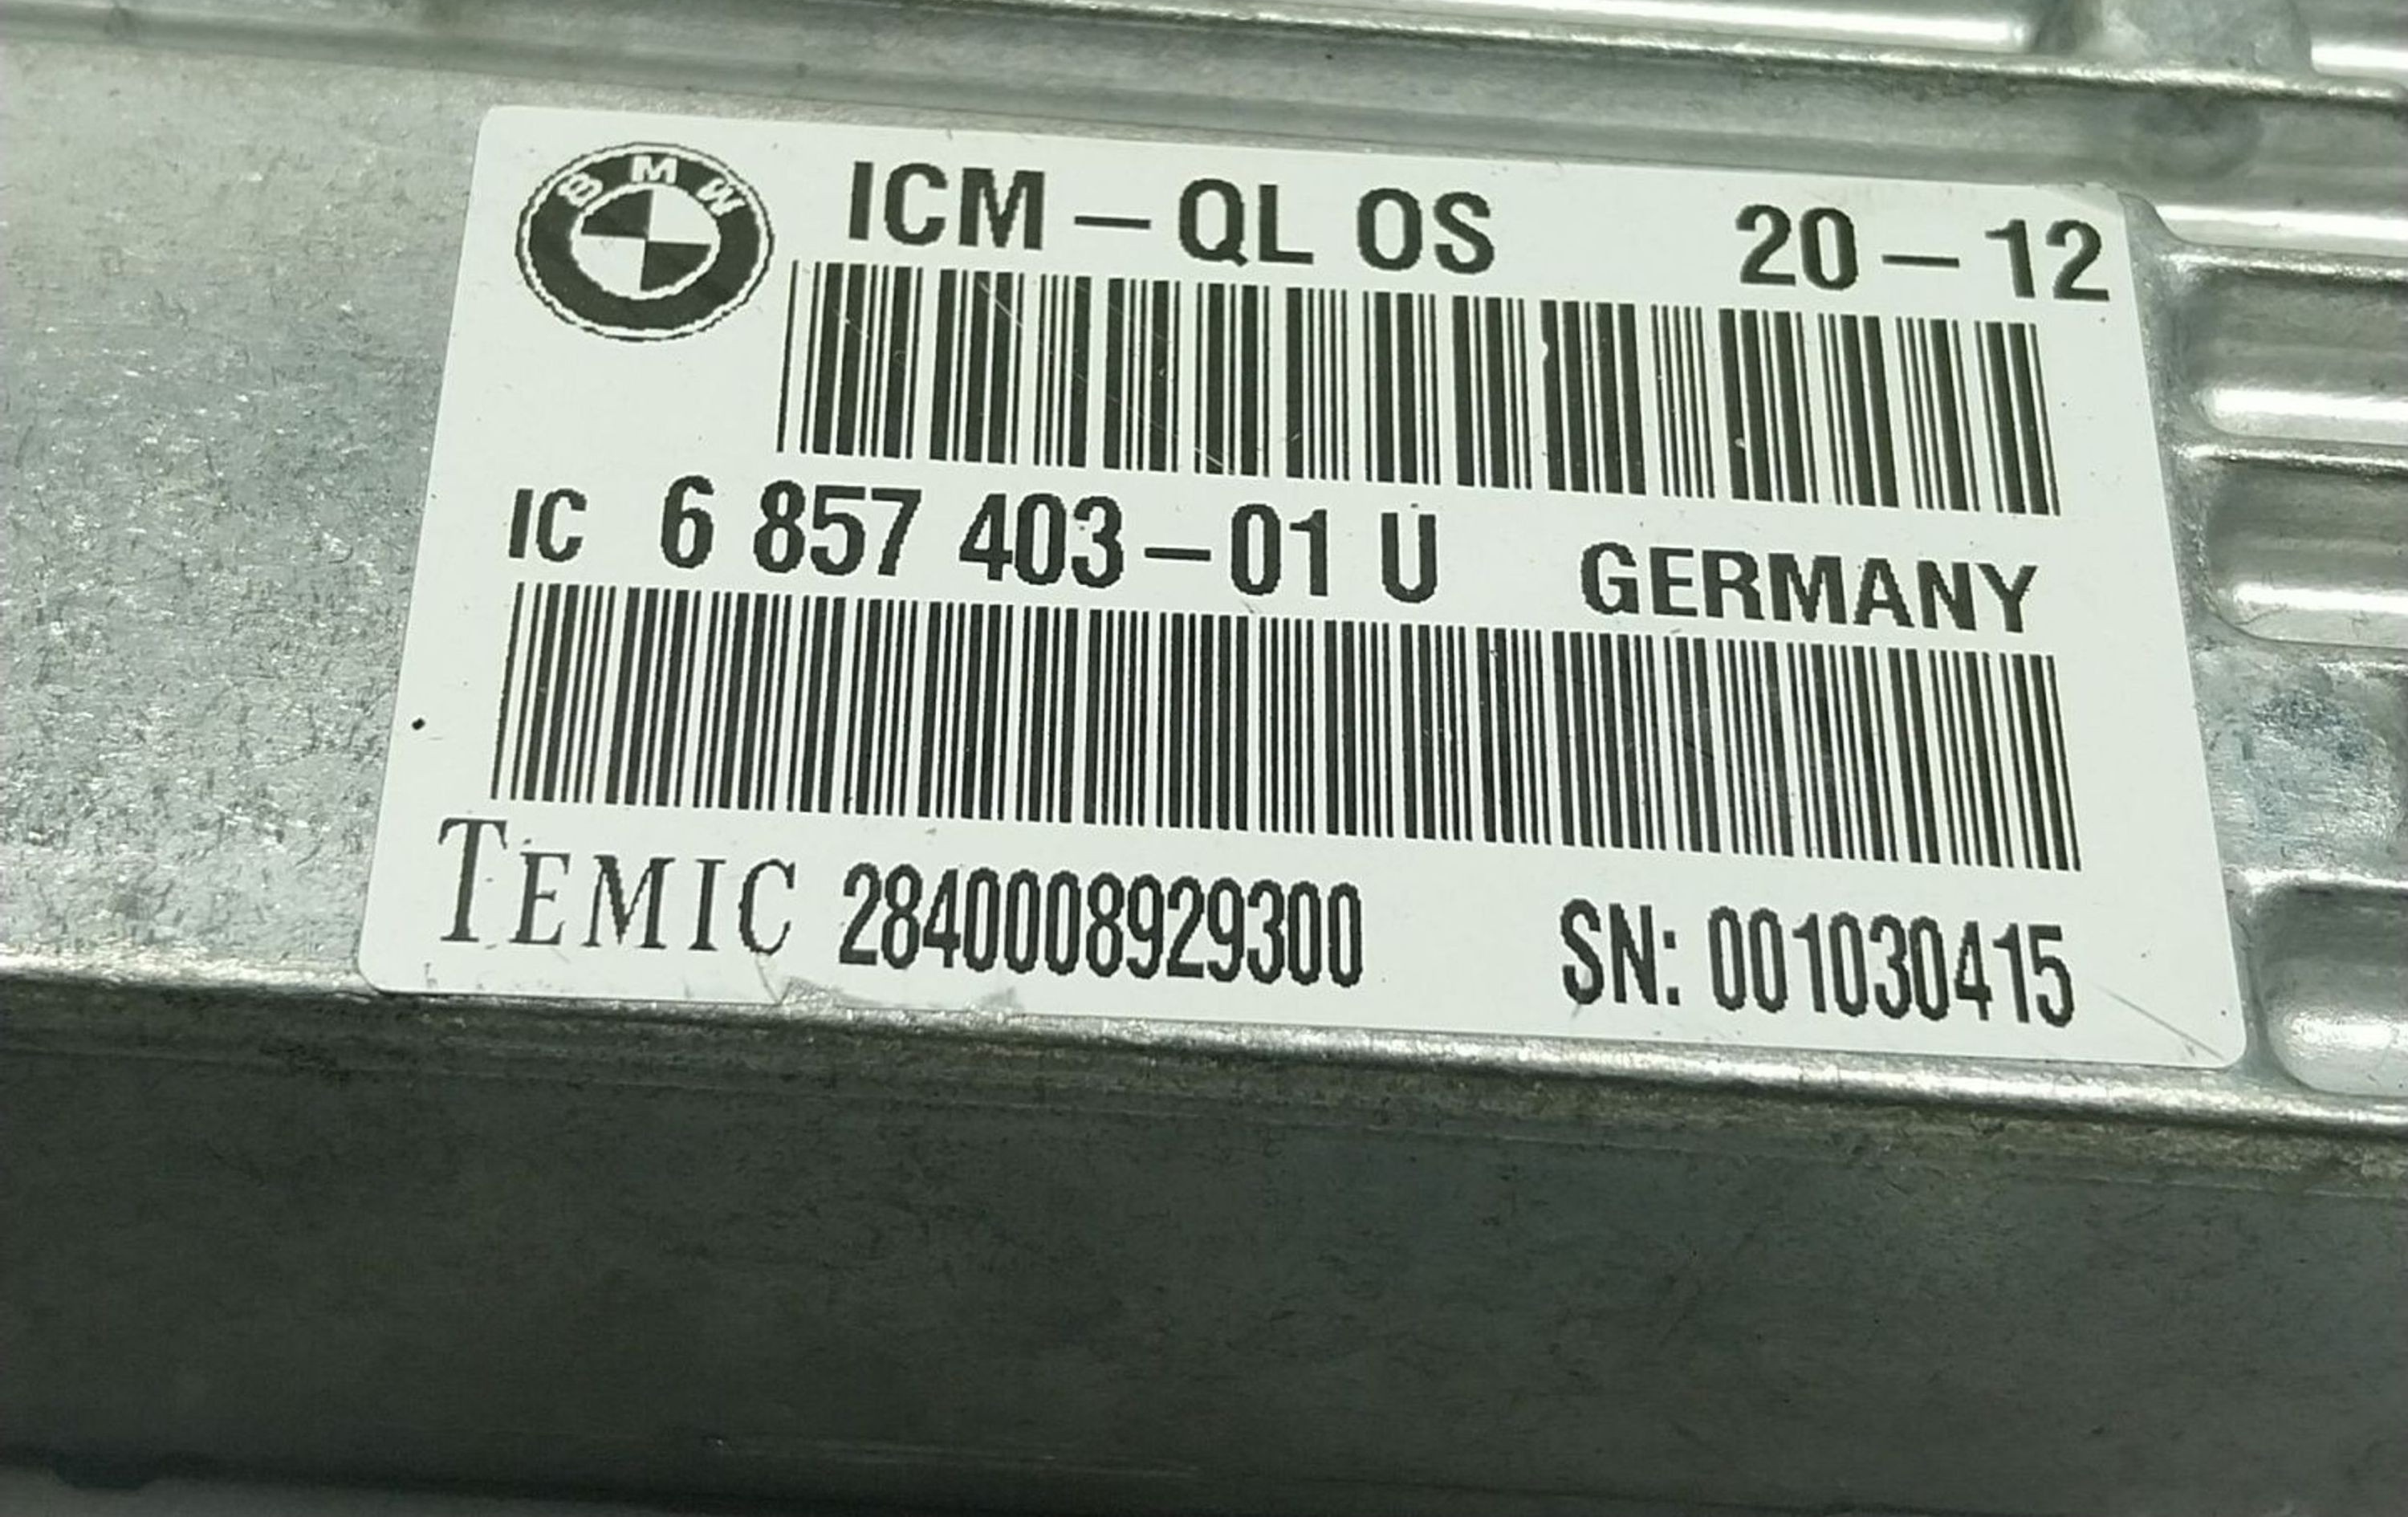 BMW
ICM – QL OS 20 – 12
IC 6 857 403 – 01 U GERMANY
TEMIC 2840008929300 SN: 001030415